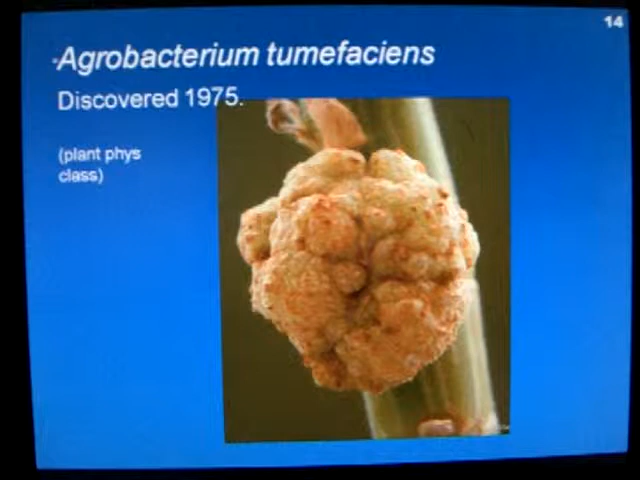 14
Agrobacterium tumefaciens
Discovered 1975.
(plant phys
class)